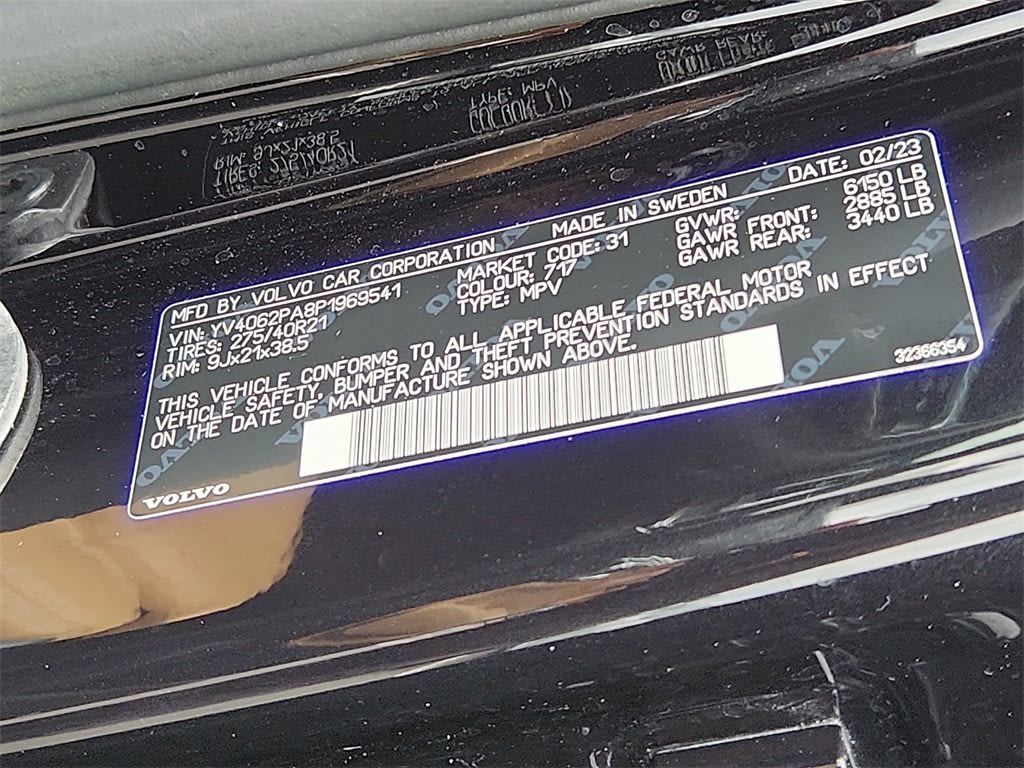 MFD BY VOLVO CAR CORPORATION MADE IN SWEDEN DATE: 02/23
VIN: YV4062PA8P1969541 MARKET CODE: 31 GVWR: 6150 LB
TIRES: 275/40R21 COLOUR: 717 GAWR FRONT: 2885 LB
RIM: 9Jx21x38.5 TYPE: MPV GAWR REAR: 3440 LB
THIS VEHICLE CONFORMS TO ALL APPLICABLE FEDERAL MOTOR
VEHICLE SAFETY, BUMPER AND THEFT PREVENTION STANDARDS IN EFFECT
ON THE DATE OF MANUFACTURE SHOWN ABOVE.
32366354
VOLVO